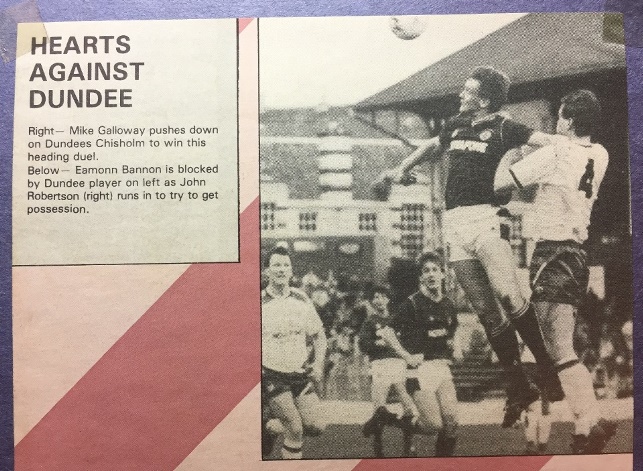 HEARTS
AGAINST
DUNDEE
Right— Mike Galloway pushes down
on Dundees Chisholm to win this
heading duel.
Below— Eamonn Bannon is blocked
by Dundee player on left as John
Robertson (right) runs in to try to get
possession.
4